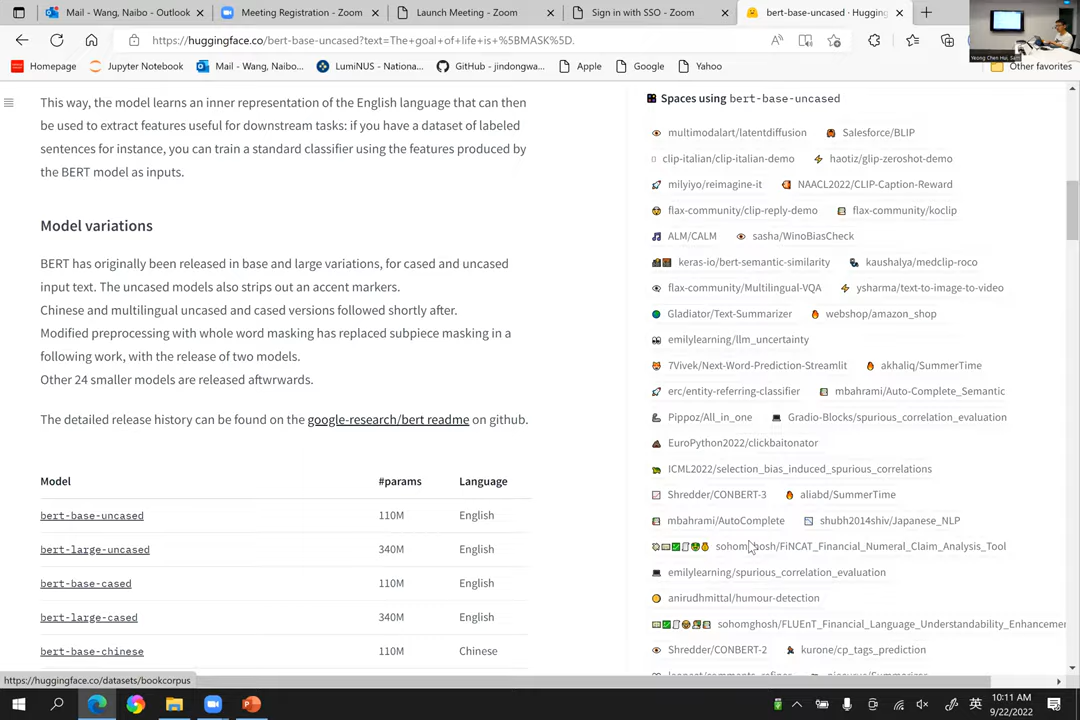 Mail - Wang, Naibo - Outlook
Meeting Registration - Zoom
Launch Meeting - Zoom
Sign in with SSO - Zoom
bert-base-uncased · Hugging
https://huggingface.co/bert-base-uncased?text=The+goal+of+life+is+%5BMASK%5D.
Homepage
Jupyter Notebook
Mail - Wang, Naibo...
LumiNUS - National...
GitHub - jindongwa...
Apple
Google
Yahoo
Other favorites
This way, the model learns an inner representation of the English language that can then
be used to extract features useful for downstream tasks: if you have a dataset of labeled
sentences for instance, you can train a standard classifier using the features produced by
the BERT model as inputs.
Model variations
BERT has originally been released in base and large variations, for cased and uncased
input text. The uncased models also strips out an accent markers.
Chinese and multilingual uncased and cased versions followed shortly after.
Modified preprocessing with whole word masking has replaced subpiece masking in a
following work, with the release of two models.
Other 24 smaller models are released aftwrwards.
The detailed release history can be found on the google-research/bert readme on github.
Model #params Language
bert-base-uncased 110M English
bert-large-uncased 340M English
bert-base-cased 110M English
bert-large-cased 340M English
bert-base-chinese 110M Chinese
Spaces using bert-base-uncased
multimodalart/latentdiffusion Salesforce/BLIP
clip-italian/clip-italian-demo haotiz/glip-zeroshot-demo
milyiyo/reimagine-it NAACL2022/CLIP-Caption-Reward
flax-community/clip-reply-demo flax-community/koclip
ALM/CALM sasha/WinoBiasCheck
keras-io/bert-semantic-similarity kaushalya/medclip-roco
flax-community/Multilingual-VQA ysharma/text-to-image-to-video
Gladiator/Text-Summarizer webshop/amazon_shop
emilylearning/llm_uncertainty
7Vivek/Next-Word-Prediction-Streamlit akhaliq/SummerTime
erc/entity-referring-classifier mbahrami/Auto-Complete_Semantic
Pippoz/All_in_one Gradio-Blocks/spurious_correlation_evaluation
EuroPython2022/clickbaitonator
ICML2022/selection_bias_induced_spurious_correlations
Shredder/CONBERT-3 aliabd/SummerTime
mbahrami/AutoComplete shubh2014shiv/Japanese_NLP
sohomghosh/FiNCAT_Financial_Numeral_Claim_Analysis_Tool
emilylearning/spurious_correlation_evaluation
anirudhmittal/humour-detection
sohomghosh/FLUEnT_Financial_Language_Understandability_Enhancemen
Shredder/CONBERT-2 kurone/cp_tags_prediction
https://huggingface.co/datasets/bookcorpus
英
10:11 AM
9/22/2022